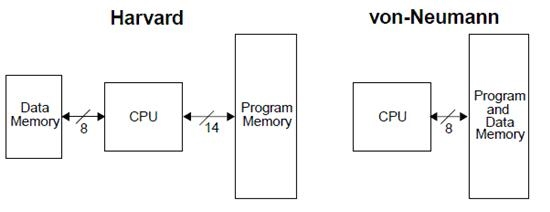 Harvard
von-Neumann
Data
Memory
8
CPU
14
Program
Memory
CPU
8
Program
and
Data
Memory